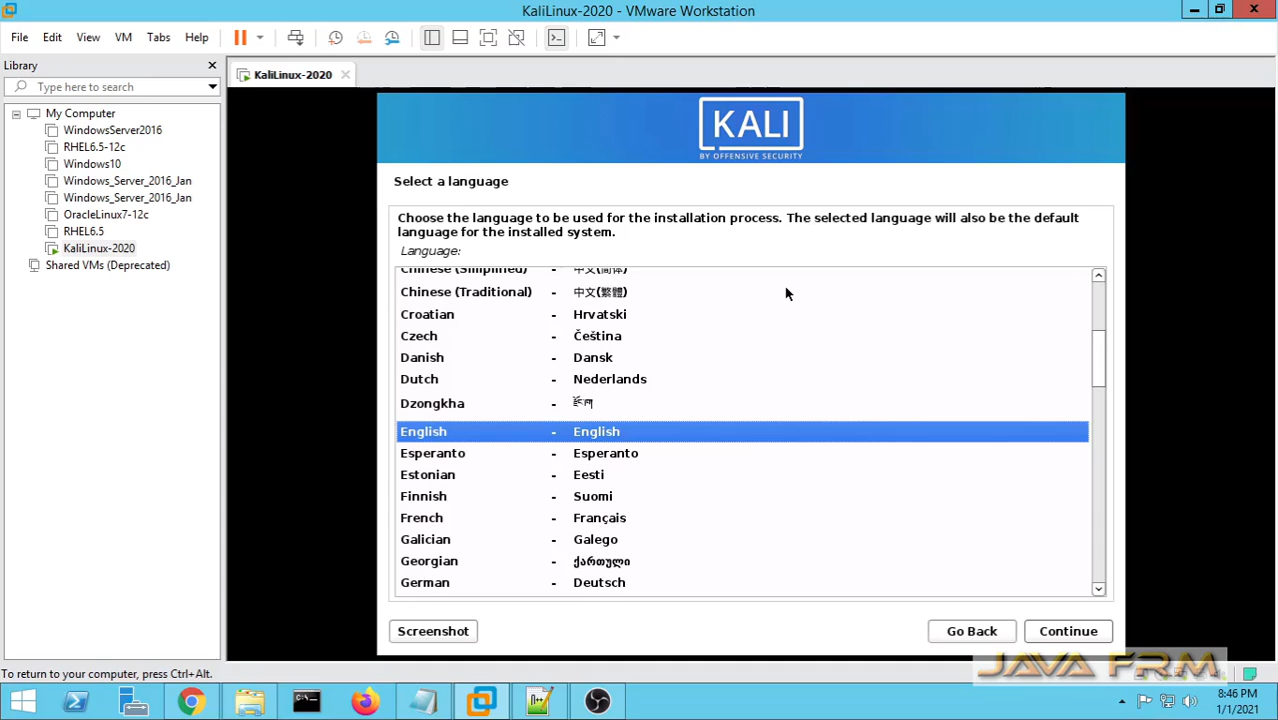 KaliLinux-2020 - VMware Workstation
File Edit View VM Tabs Help
Library
Type here to search
My Computer
WindowsServer2016
RHEL6.5-12c
Windows10
Windows_Server_2016_Jan
Windows_Server_2016_Jan
OracleLinux7-12c
RHEL6.5
KaliLinux-2020
Shared VMs (Deprecated)
KaliLinux-2020
KALI
BY OFFENSIVE SECURITY
Select a language
Choose the language to be used for the installation process. The selected language will also be the default
language for the installed system.
Language:
Chinese (Simplified) - 中文(简体)
Chinese (Traditional) - 中文(繁體)
Croatian - Hrvatski
Czech - Čeština
Danish - Dansk
Dutch - Nederlands
Dzongkha - རྫོང་ཁ
English - English
Esperanto - Esperanto
Estonian - Eesti
Finnish - Suomi
French - Français
Galician - Galego
Georgian - ქართული
German - Deutsch
Screenshot Go Back Continue
To return to your computer, press Ctrl+Alt.
JAVA FRM
8:46 PM
1/1/2021